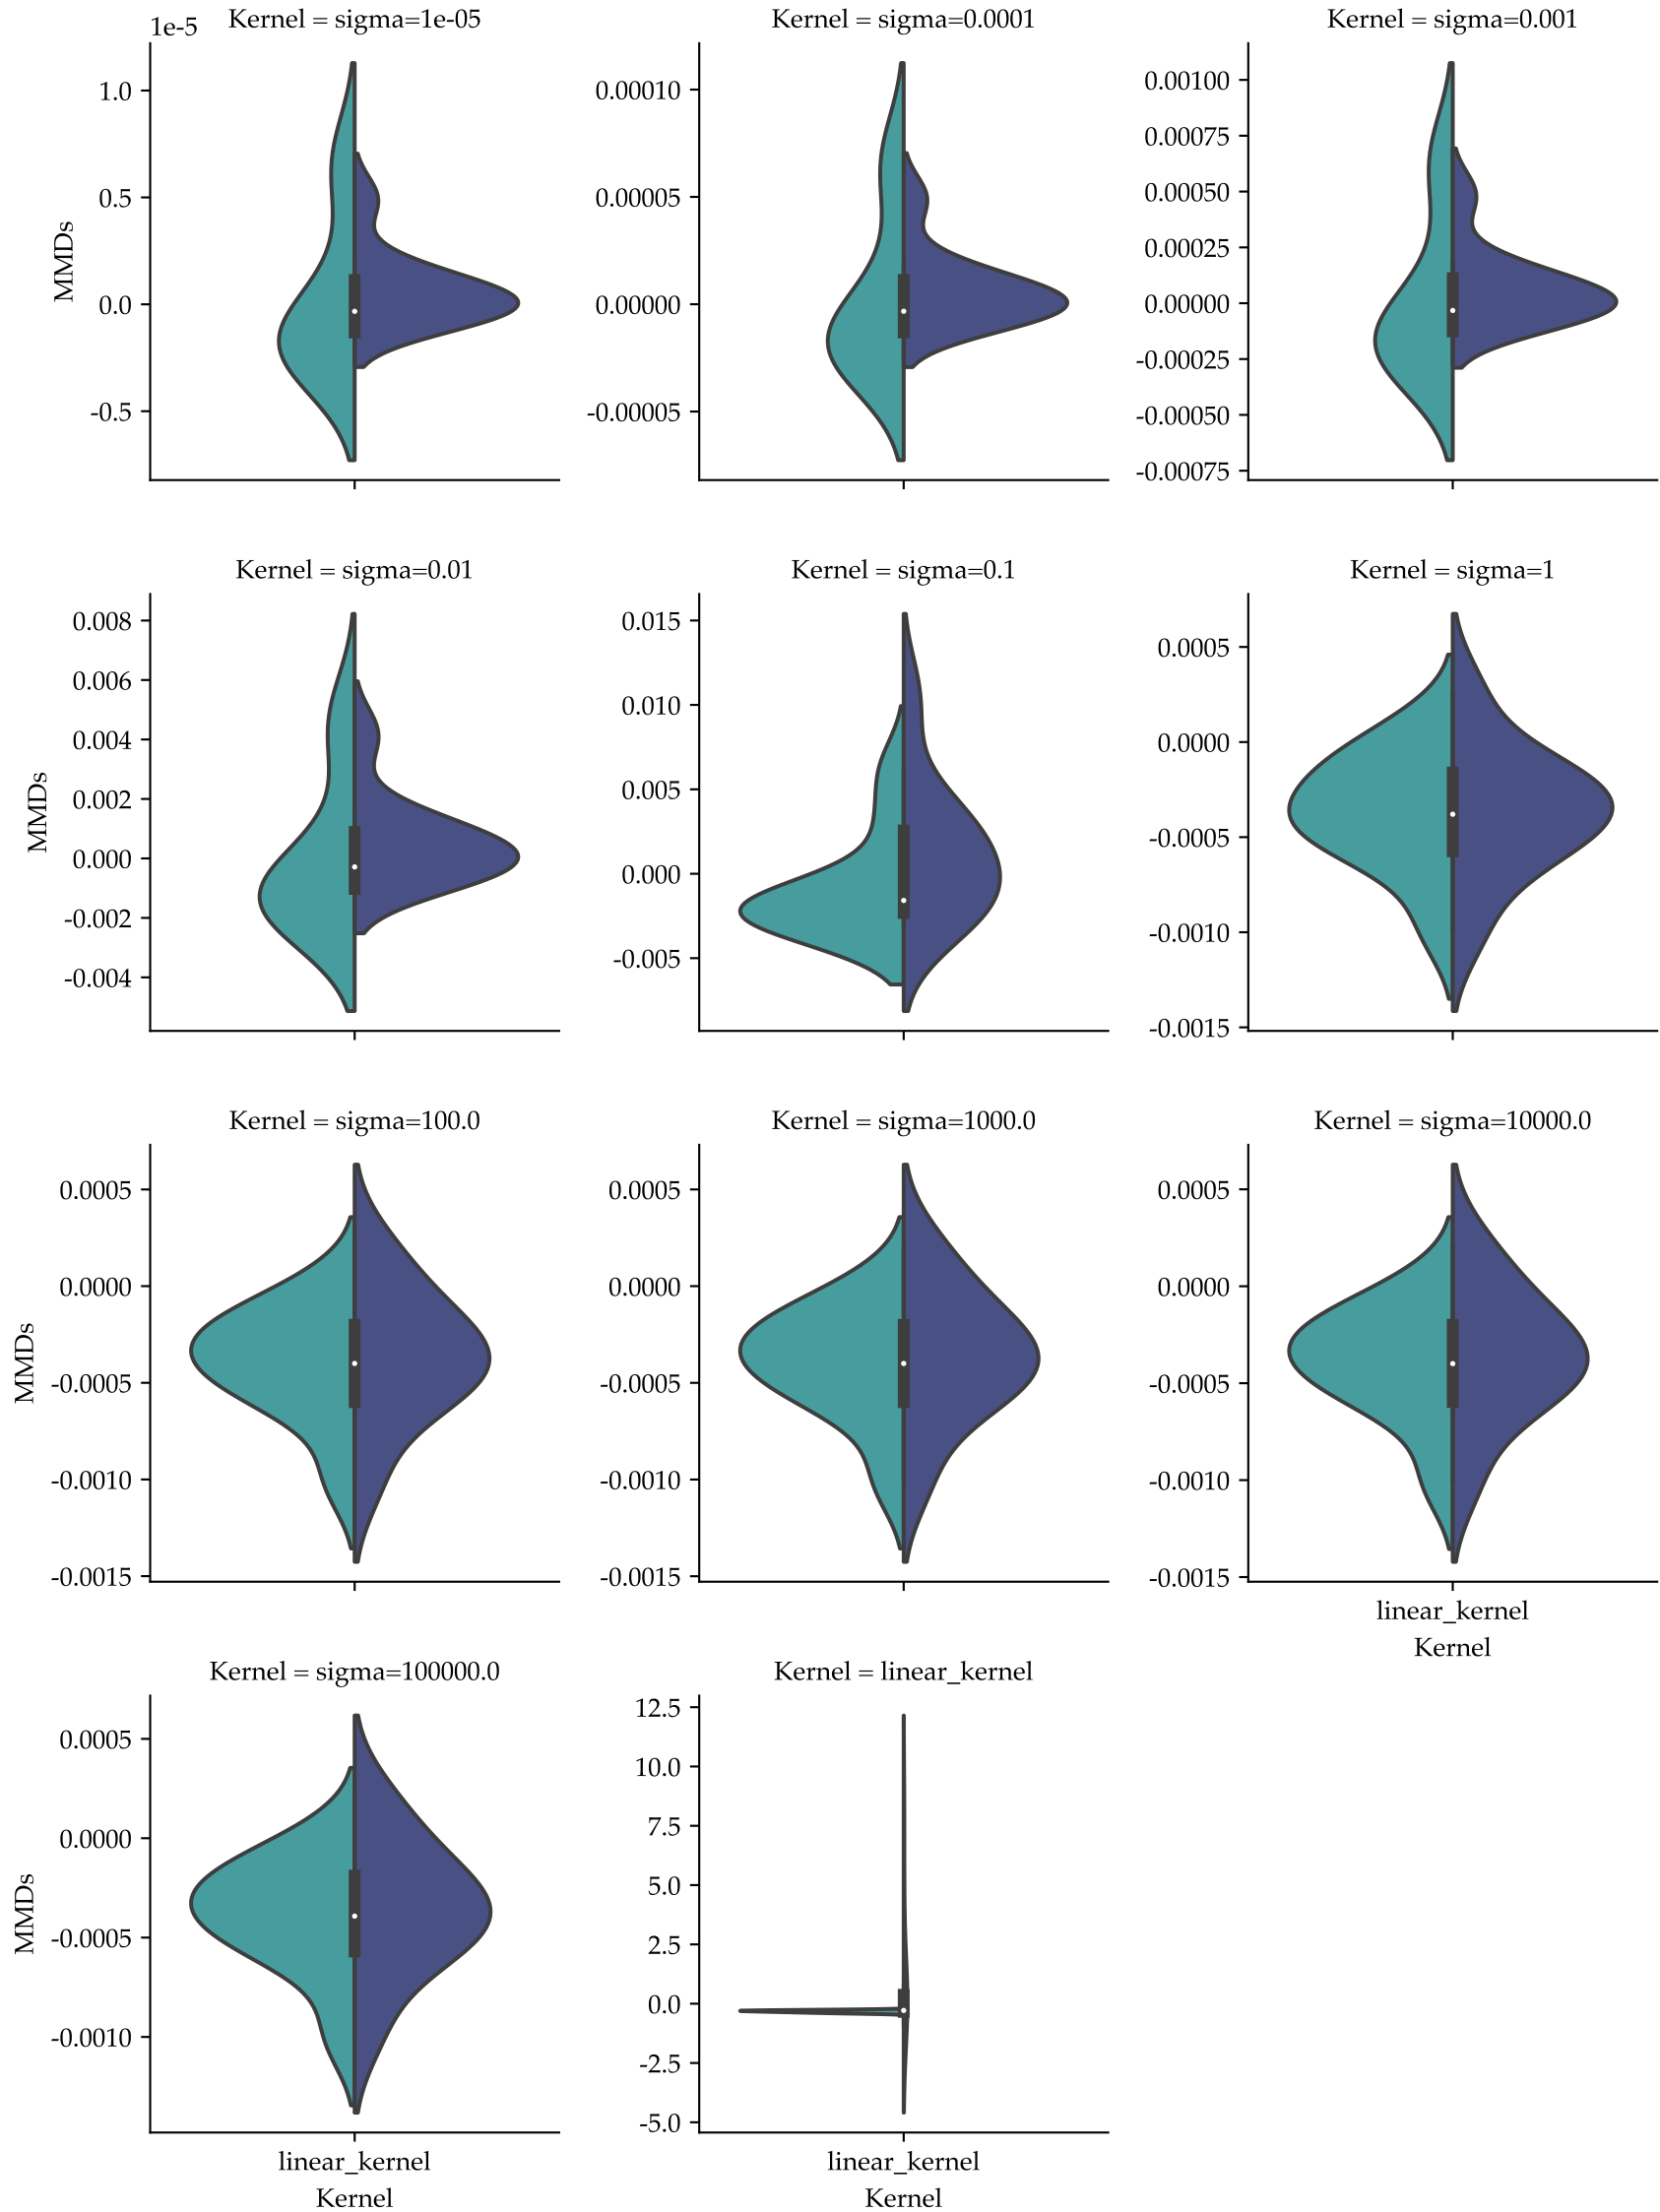 Kernel = sigma=1e-05
1e-5
1.0
0.5
0.0
-0.5
MMDs
Kernel = sigma=0.0001
0.00010
0.00005
0.00000
-0.00005
Kernel = sigma=0.001
0.00100
0.00075
0.00050
0.00025
0.00000
-0.00025
-0.00050
-0.00075
Kernel = sigma=0.01
0.008
0.006
0.004
0.002
0.000
-0.002
-0.004
MMDs
Kernel = sigma=0.1
0.015
0.010
0.005
0.000
-0.005
Kernel = sigma=1
0.0005
0.0000
-0.0005
-0.0010
-0.0015
Kernel = sigma=100.0
0.0005
0.0000
-0.0005
-0.0010
-0.0015
MMDs
Kernel = sigma=1000.0
0.0005
0.0000
-0.0005
-0.0010
-0.0015
Kernel = sigma=10000.0
0.0005
0.0000
-0.0005
-0.0010
-0.0015
linear_kernel
Kernel
Kernel = sigma=100000.0
0.0005
0.0000
-0.0005
-0.0010
MMDs
linear_kernel
Kernel
Kernel = linear_kernel
12.5
10.0
7.5
5.0
2.5
0.0
-2.5
-5.0
linear_kernel
Kernel